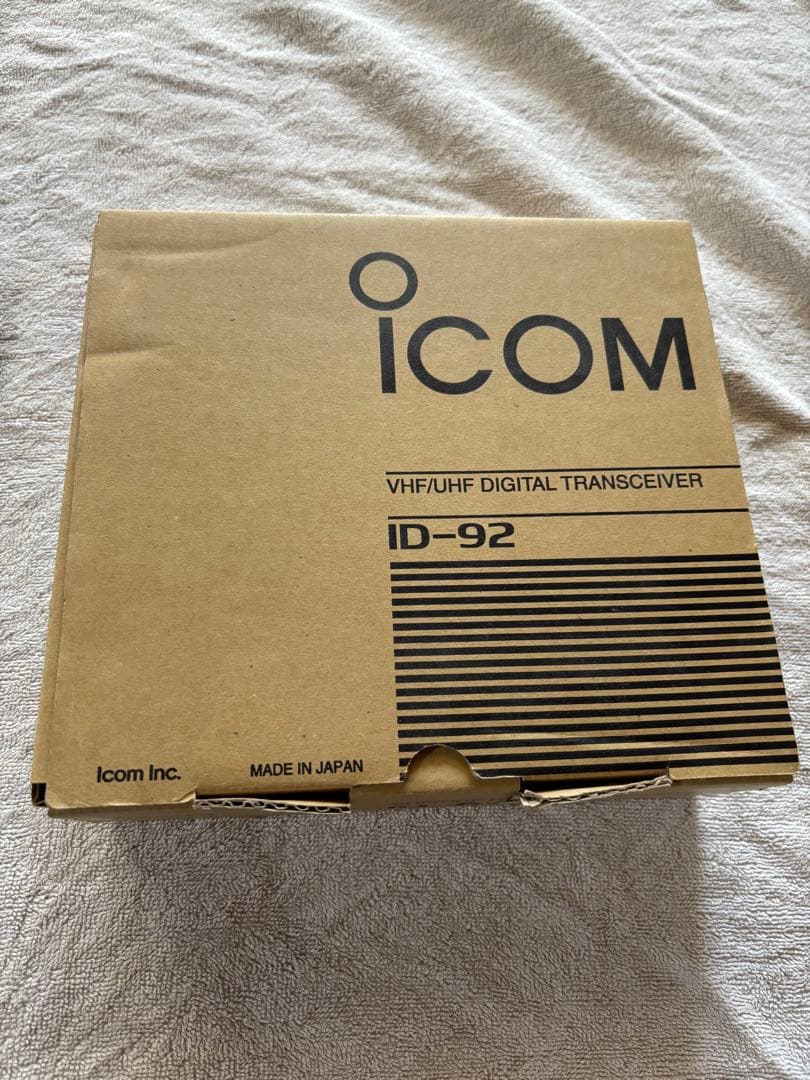 iCOM
VHF/UHF DIGITAL TRANSCEIVER
ID-92
Icom Inc.
MADE IN JAPAN